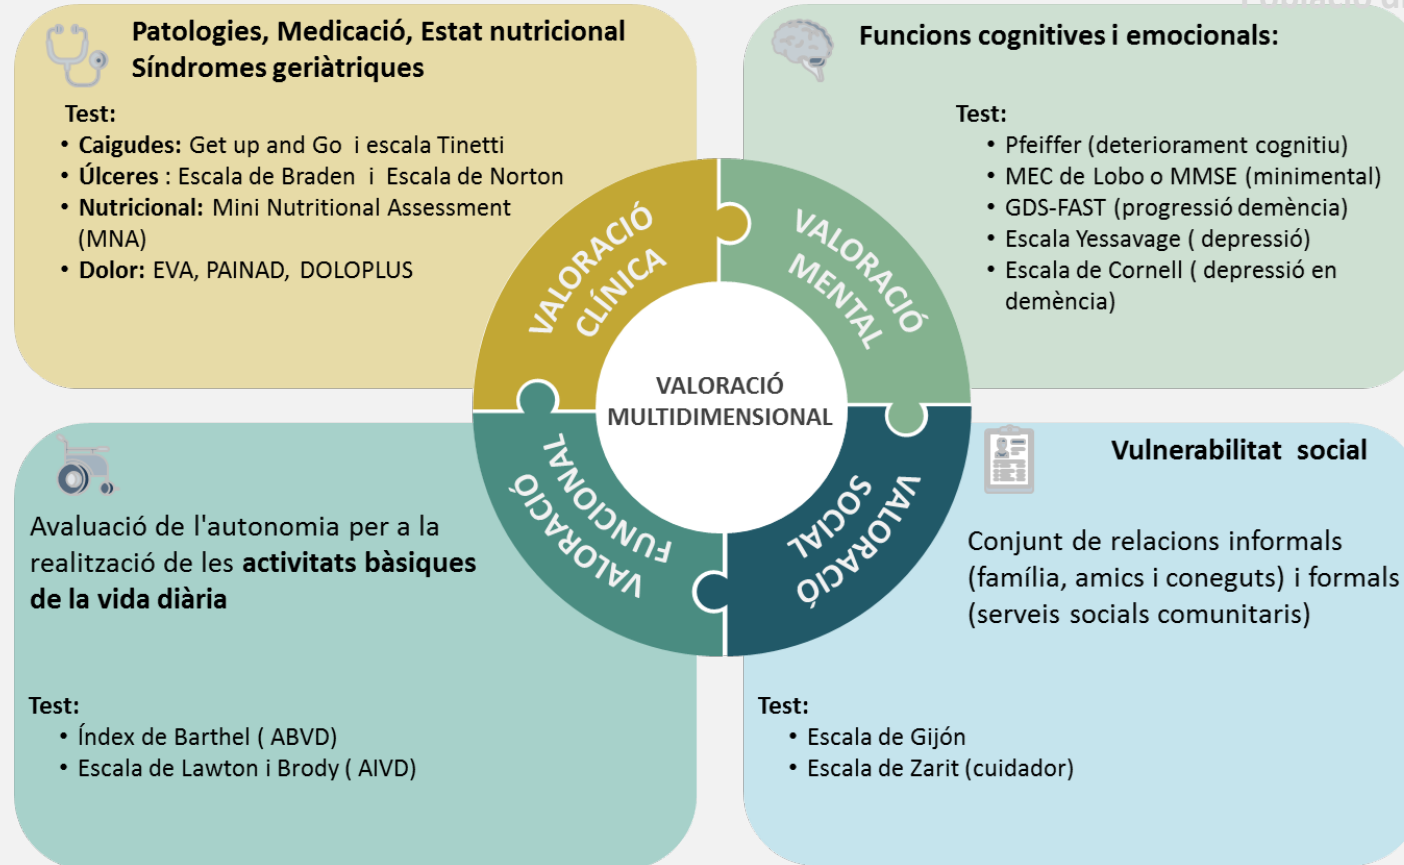 Patologies, Medicació, Estat nutricional
Síndromes geriàtriques
Test:
• Caigudes: Get up and Go i escala Tinetti
• Úlceres : Escala de Braden i Escala de Norton
• Nutricional: Mini Nutritional Assessment
(MNA)
• Dolor: EVA, PAINAD, DOLOPLUS
Funcions cognitives i emocionals:
Test:
• Pfeiffer (deteriorament cognitiu)
• MEC de Lobo o MMSE (minimental)
• GDS-FAST (progressió demència)
• Escala Yessavage ( depressió)
• Escala de Cornell ( depressió en
demència)
VALORACIÓ
CLÍNICA
VALORACIÓ
MENTAL
VALORACIÓ
MULTIDIMENSIONAL
VALORACIÓ
FUNCIONAL
VALORACIÓ
SOCIAL
Avaluació de l'autonomia per a la
realització de les activitats bàsiques
de la vida diària
Test:
• Índex de Barthel ( ABVD)
• Escala de Lawton i Brody ( AIVD)
Vulnerabilitat social
Conjunt de relacions informals
(família, amics i coneguts) i formals
(serveis socials comunitaris)
Test:
• Escala de Gijón
• Escala de Zarit (cuidador)